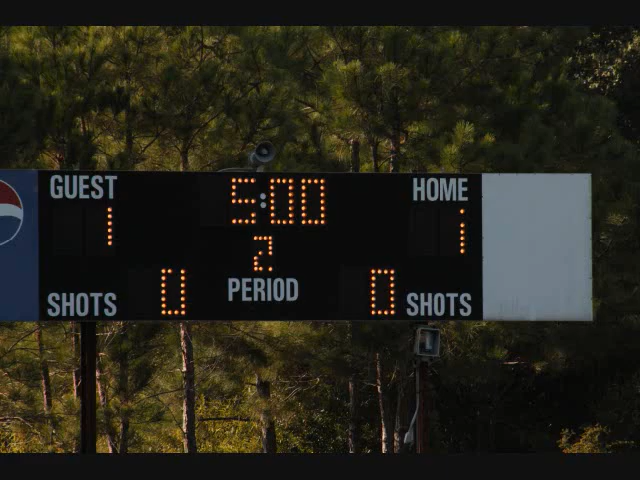 GUEST 5:00 HOME
1 2 1
0 PERIOD 0
SHOTS SHOTS